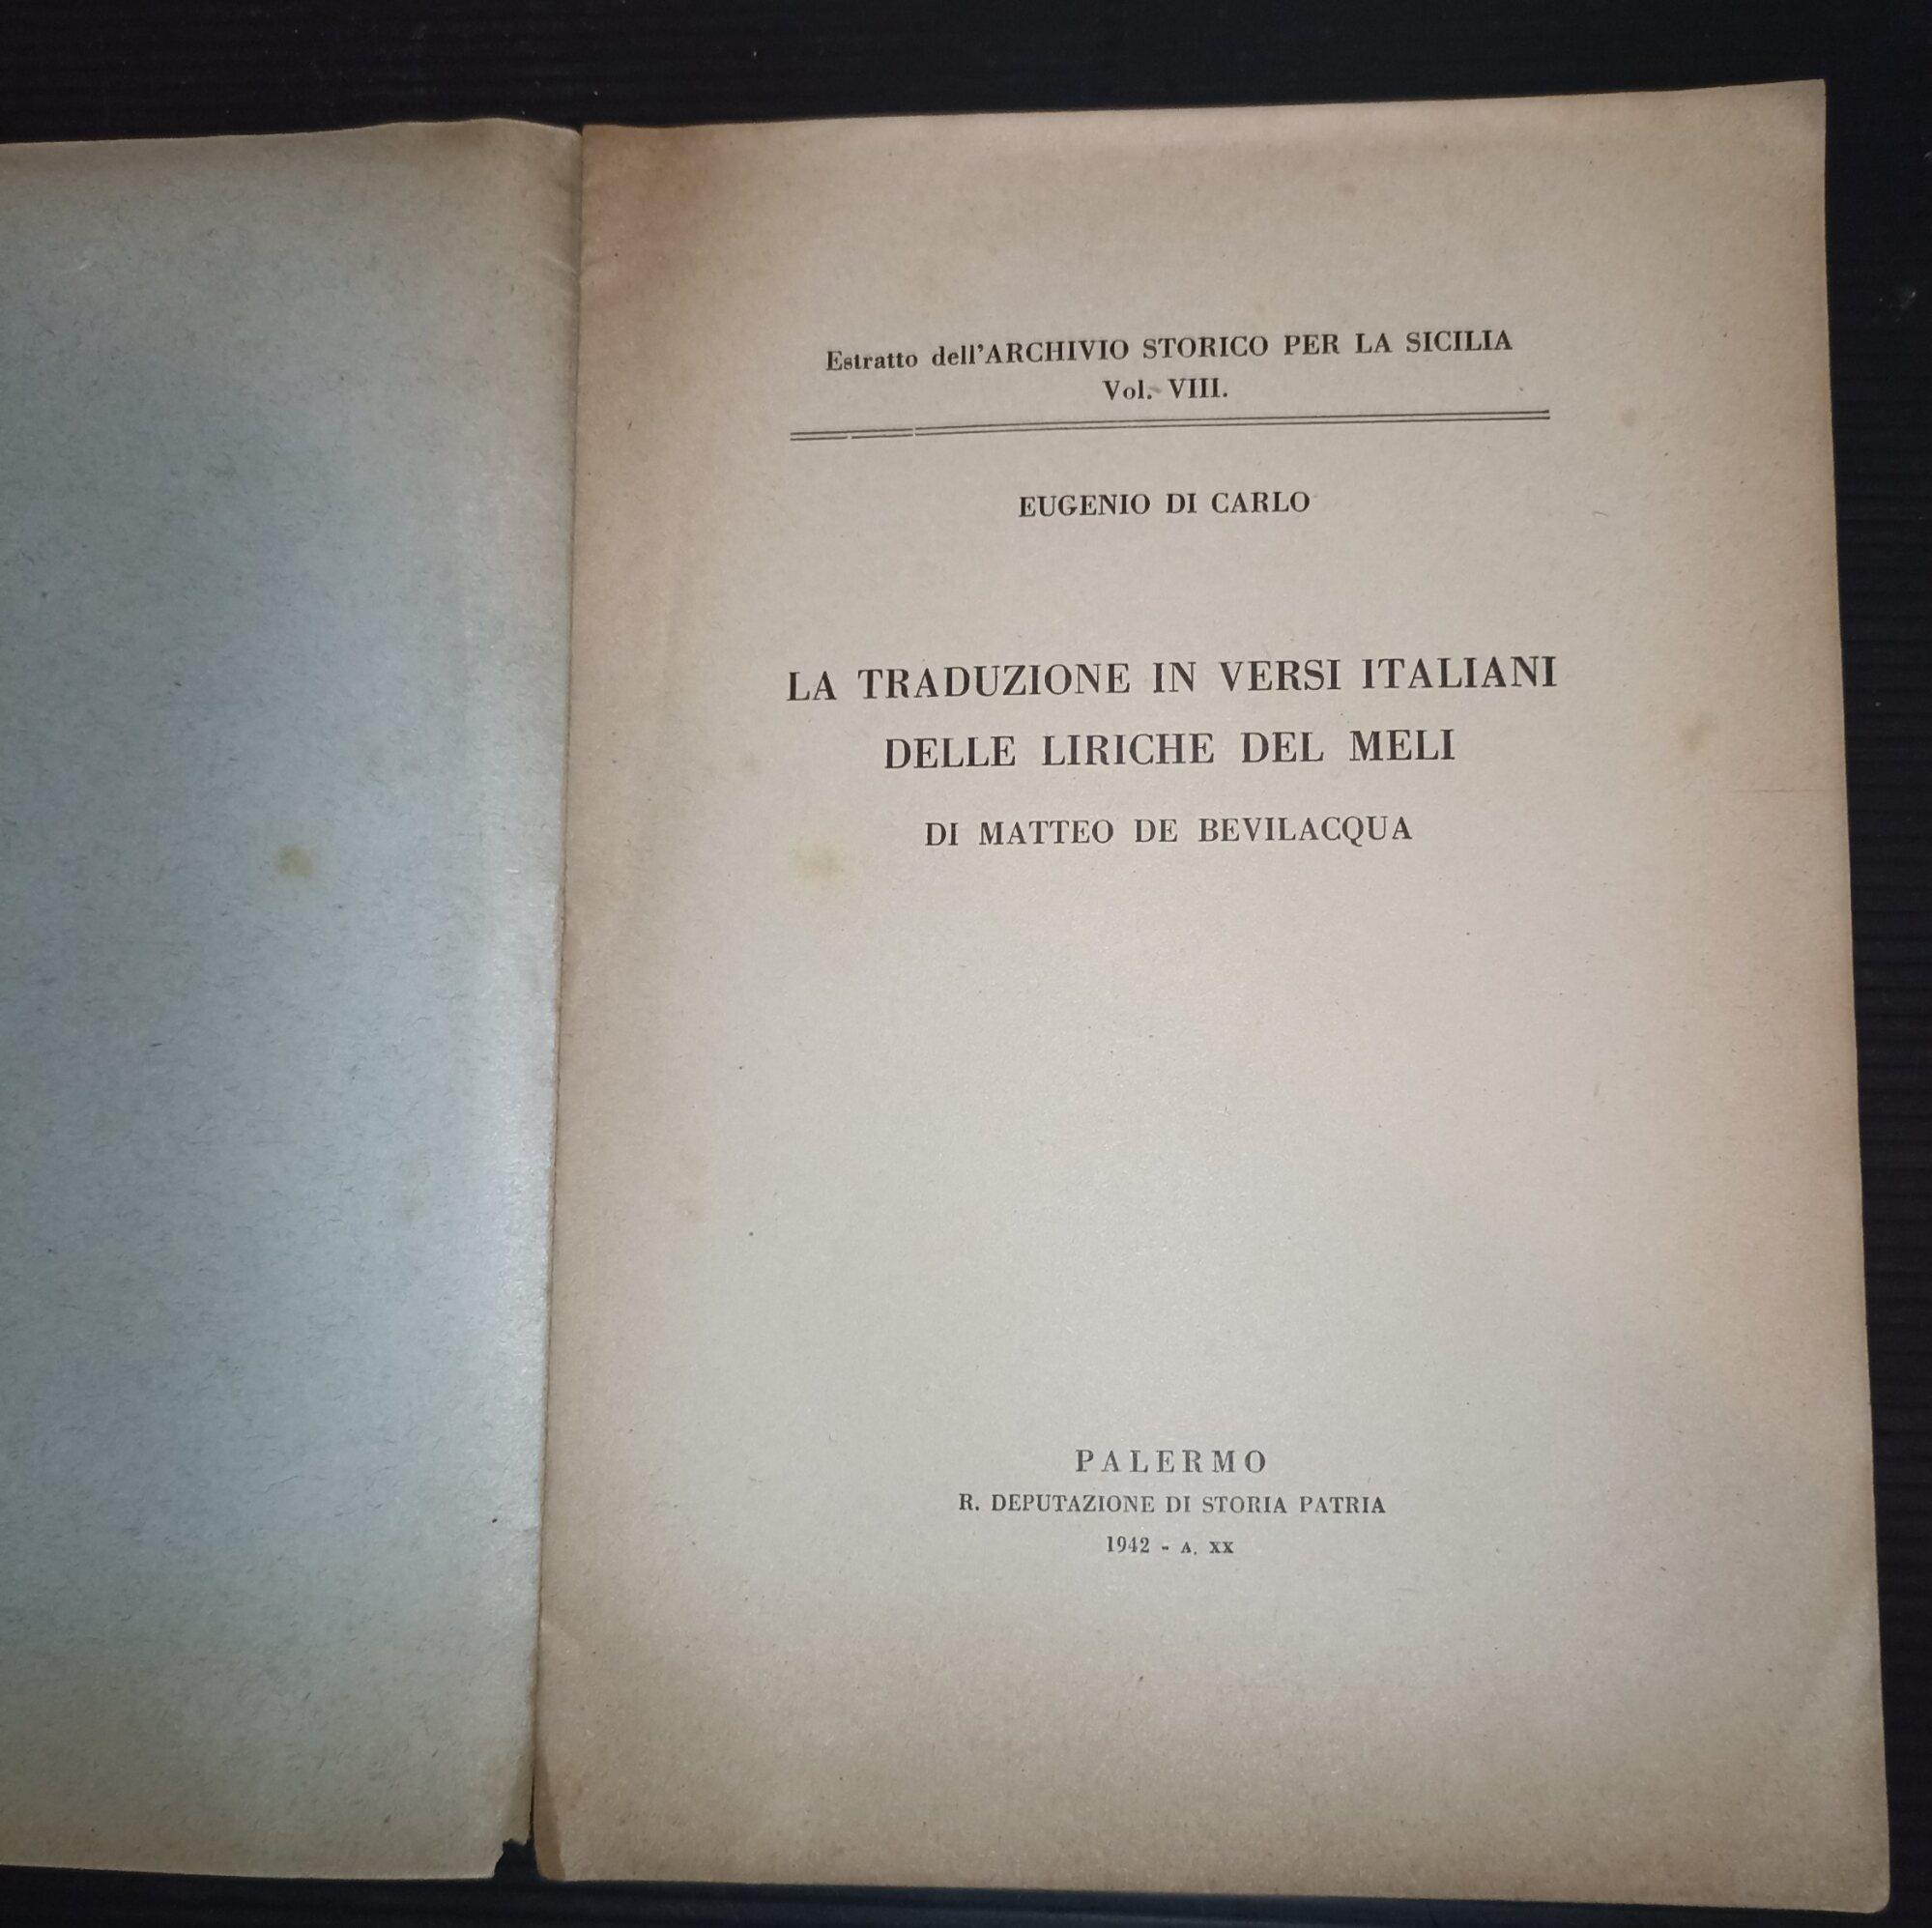 Estratto dell'ARCHIVIO STORICO PER LA SICILIA
Vol. VIII.
EUGENIO DI CARLO
LA TRADUZIONE IN VERSI ITALIANI
DELLE LIRICHE DEL MELI
DI MATTEO DE BEVILACQUA
PALERMO
R. DEPUTAZIONE DI STORIA PATRIA
1942 - A. XX